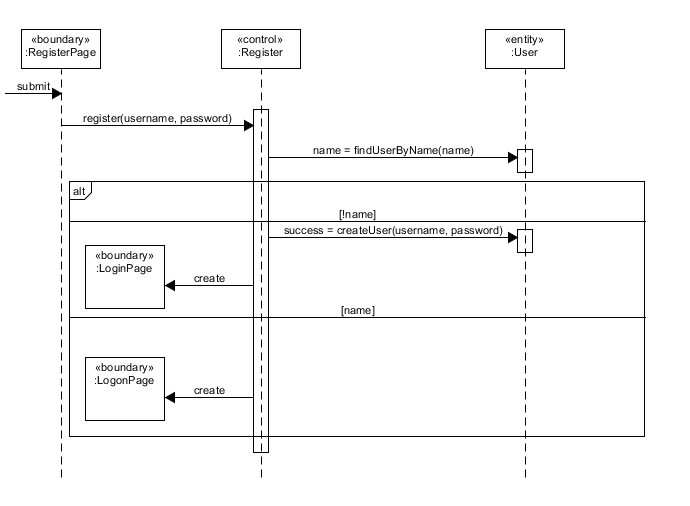 «boundary»
:RegisterPage
«control»
:Register
«entity»
:User
submit
register(username, password)
name = findUserByName(name)
alt
[!name]
success = createUser(username, password)
«boundary»
:LoginPage
create
[name]
«boundary»
:LogonPage
create